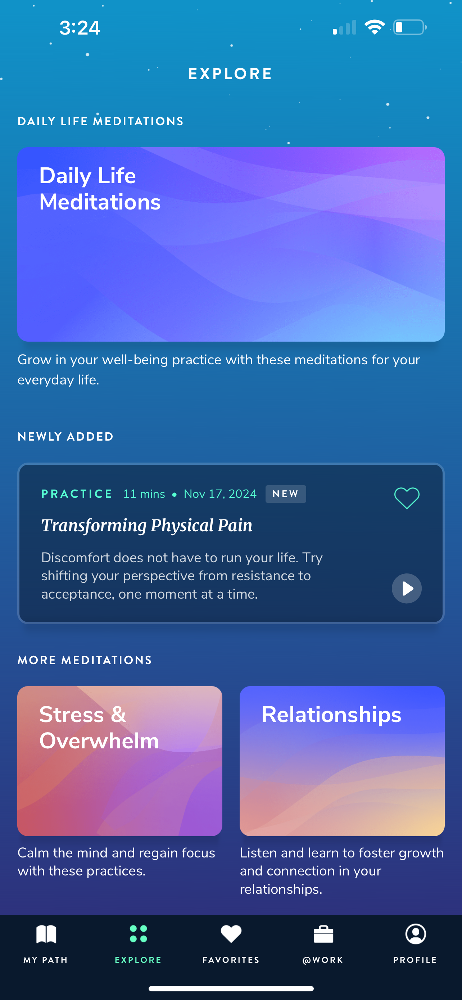 3:24
EXPLORE
DAILY LIFE MEDITATIONS
Daily Life
Meditations
Grow in your well-being practice with these meditations for your
everyday life.
NEWLY ADDED
PRACTICE 11 mins • Nov 17, 2024 NEW
Transforming Physical Pain
Discomfort does not have to run your life. Try
shifting your perspective from resistance to
acceptance, one moment at a time.
MORE MEDITATIONS
Stress &
Overwhelm
Calm the mind and regain focus
with these practices.
Relationships
Listen and learn to foster growth
and connection in your
relationships.
MY PATH
EXPLORE
FAVORITES
@WORK
PROFILE